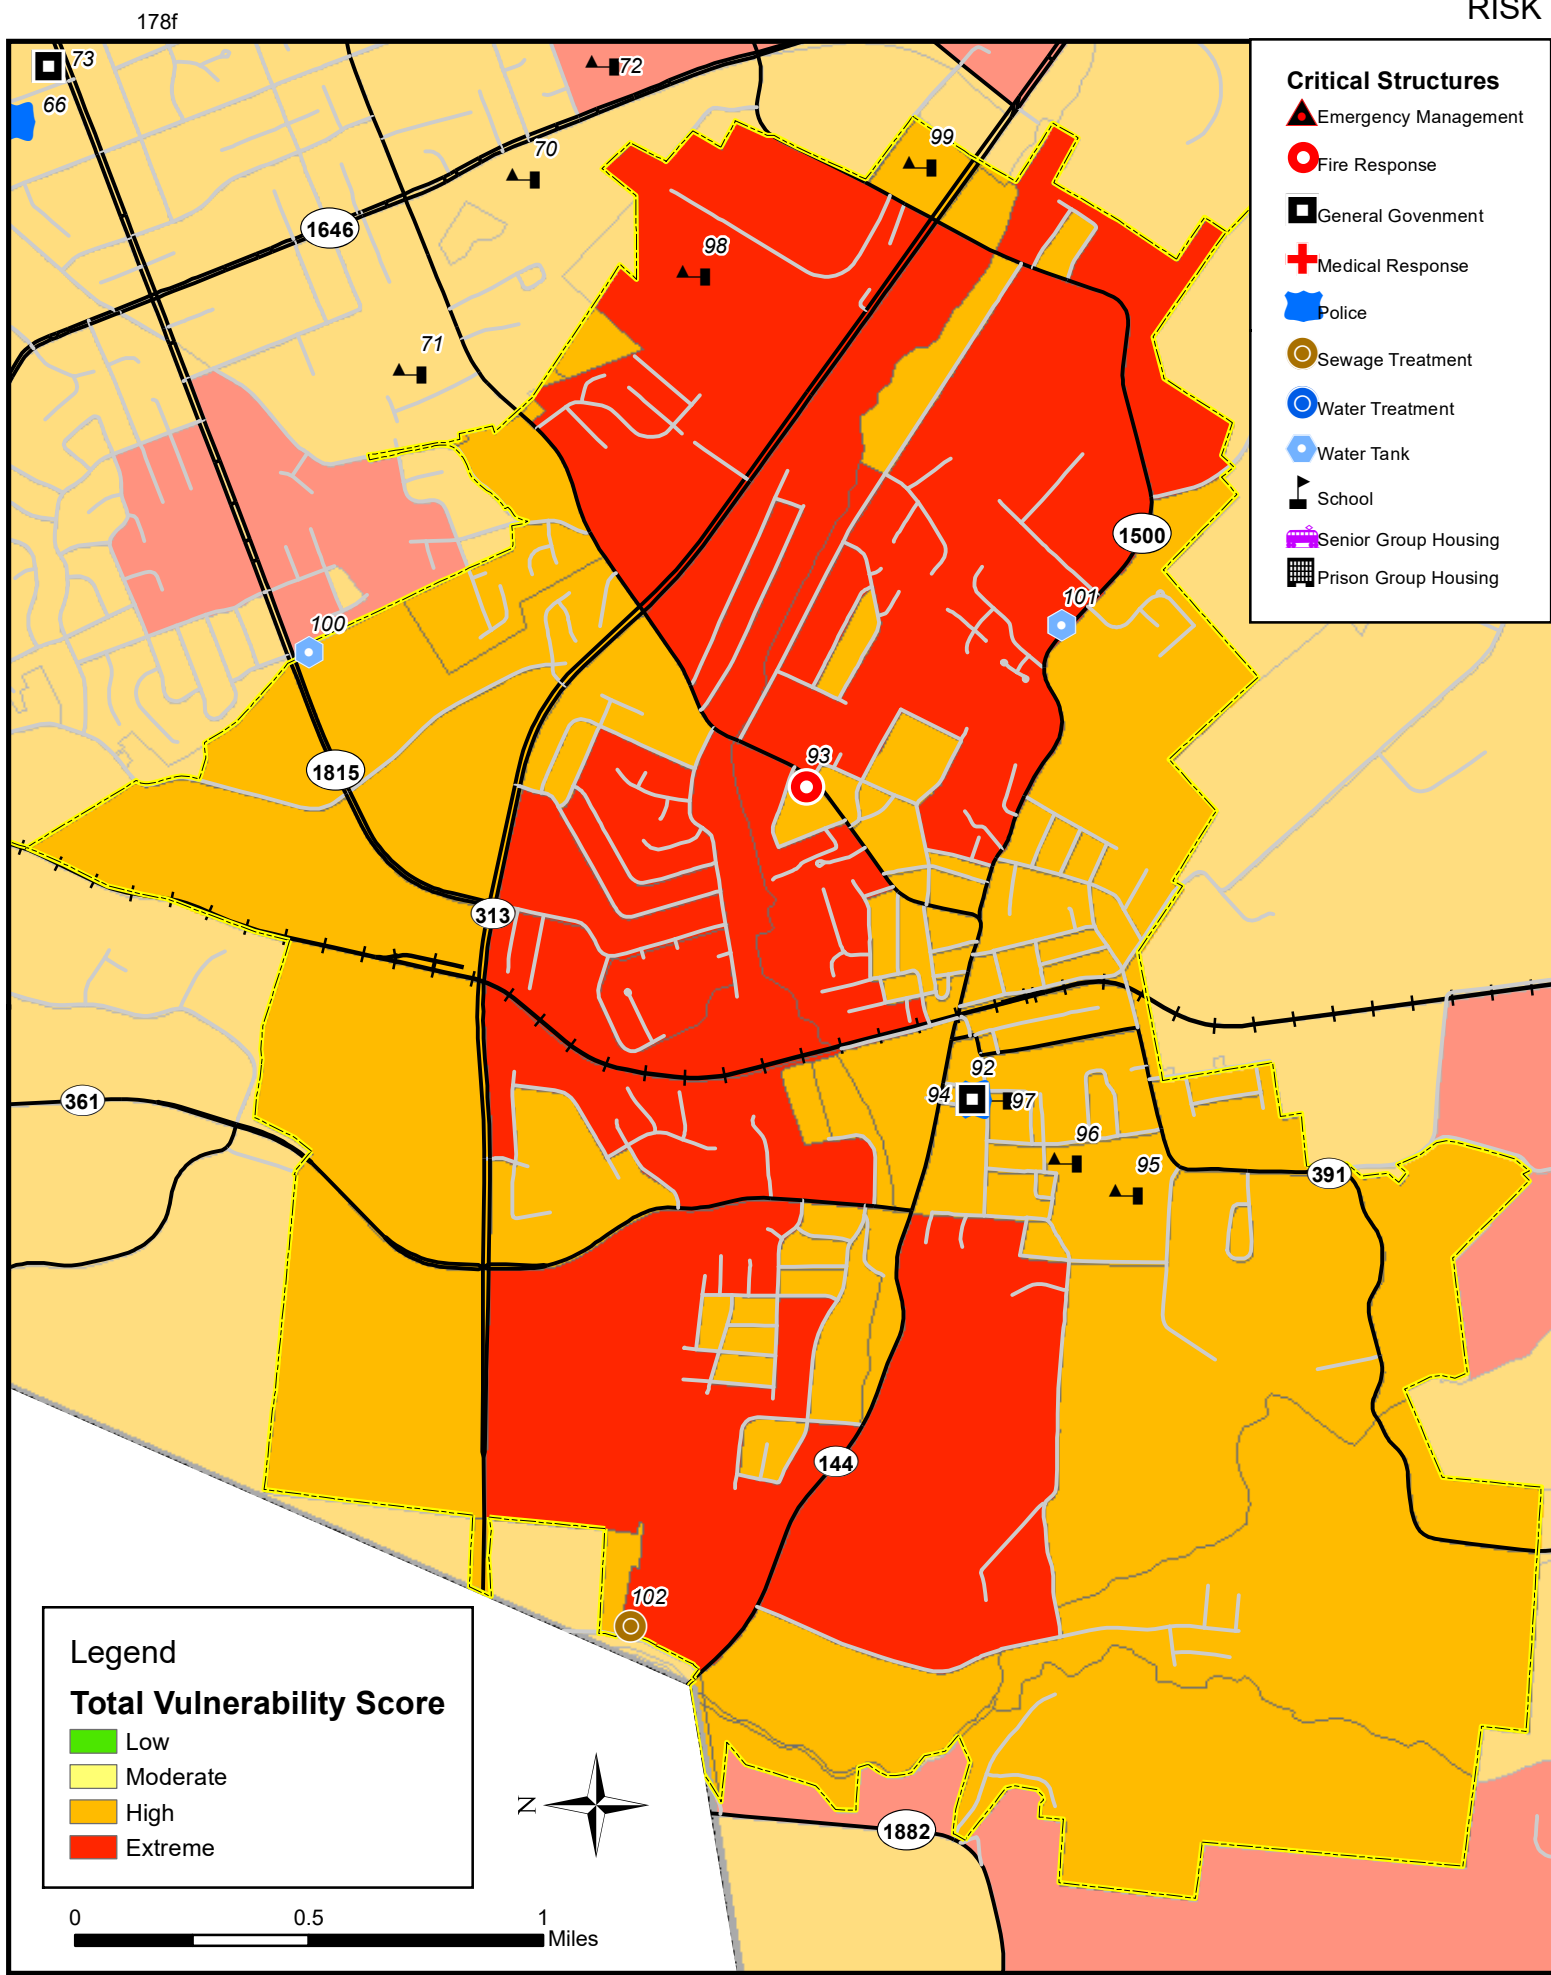 RISK
178f
Critical Structures
Emergency Management
Fire Response
General Govenment
Medical Response
Police
Sewage Treatment
Water Treatment
Water Tank
School
Senior Group Housing
Prison Group Housing
73
66
72
70
99
1646
98
71
1500
100
101
1815
93
313
361
92
94
97
96
95
391
144
102
1882
Legend
Total Vulnerability Score
Low
Moderate
High
Extreme
N
0 0.5 1
Miles